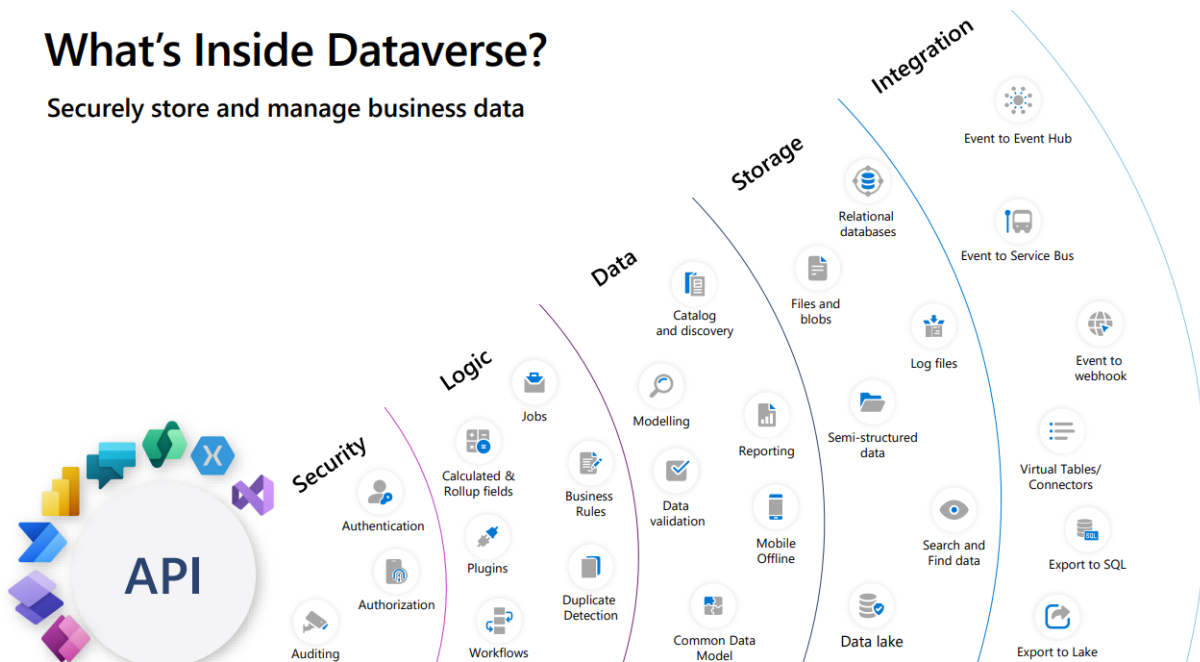 What's Inside Dataverse?
Securely store and manage business data
API
Security
Authentication
Authorization
Auditing
Logic
Jobs
Calculated &
Rollup fields
Business
Rules
Plugins
Duplicate
Detection
Workflows
Data
Catalog
and discovery
Modelling
Reporting
Data
validation
Mobile
Offline
Common Data
Model
Storage
Relational
databases
Files and
blobs
Log files
Semi-structured
data
Search and
Find data
Data lake
Integration
Event to Event Hub
Event to Service Bus
Event to
webhook
Virtual Tables/
Connectors
SQL
Export to SQL
Export to Lake